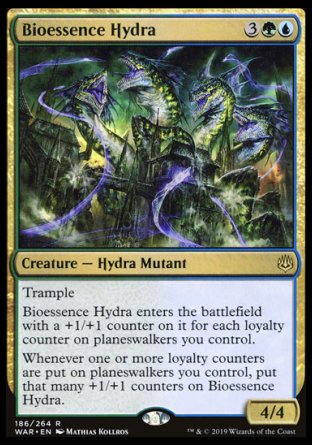 Bioessence Hydra 3
Creature — Hydra Mutant
Trample
Bioessence Hydra enters the battlefield
with a +1/+1 counter on it for each loyalty
counter on planeswalkers you control.
Whenever one or more loyalty counters
are put on planeswalkers you control, put
that many +1/+1 counters on Bioessence
Hydra.
4/4
186/264 R
WAR • EN Mathias Kollros
™ & © 2019 Wizards of the Coast